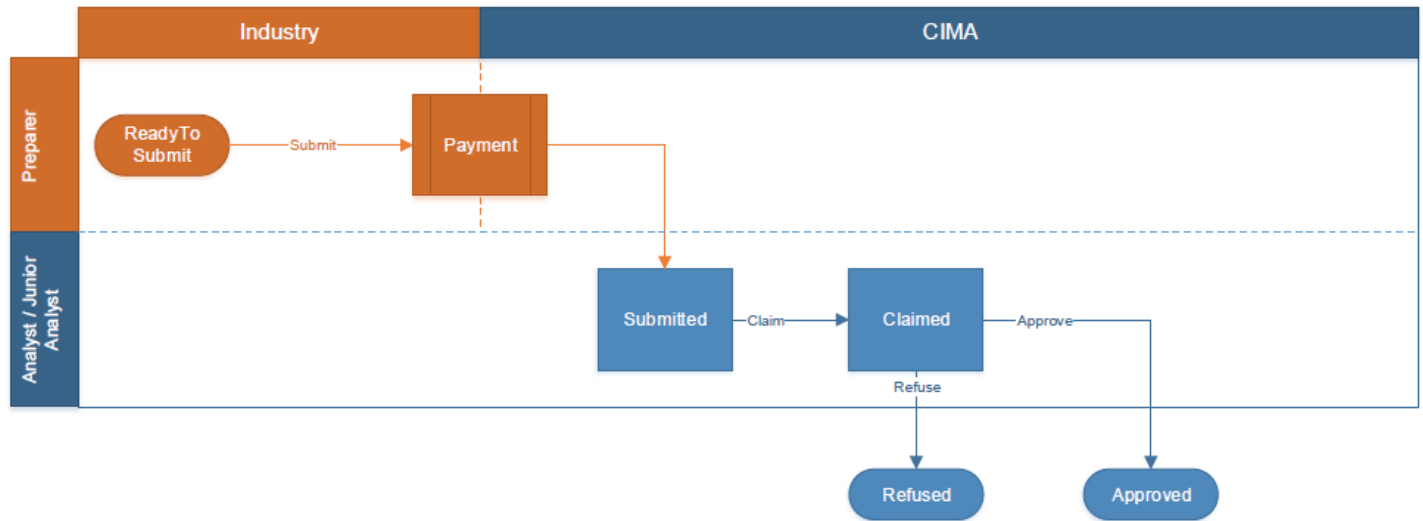 Industry
CIMA
Preparer
ReadyTo
Submit
Submit
Payment
Analyst / Junior
Analyst
Submitted
Claim
Claimed
Approve
Refuse
Refused
Approved